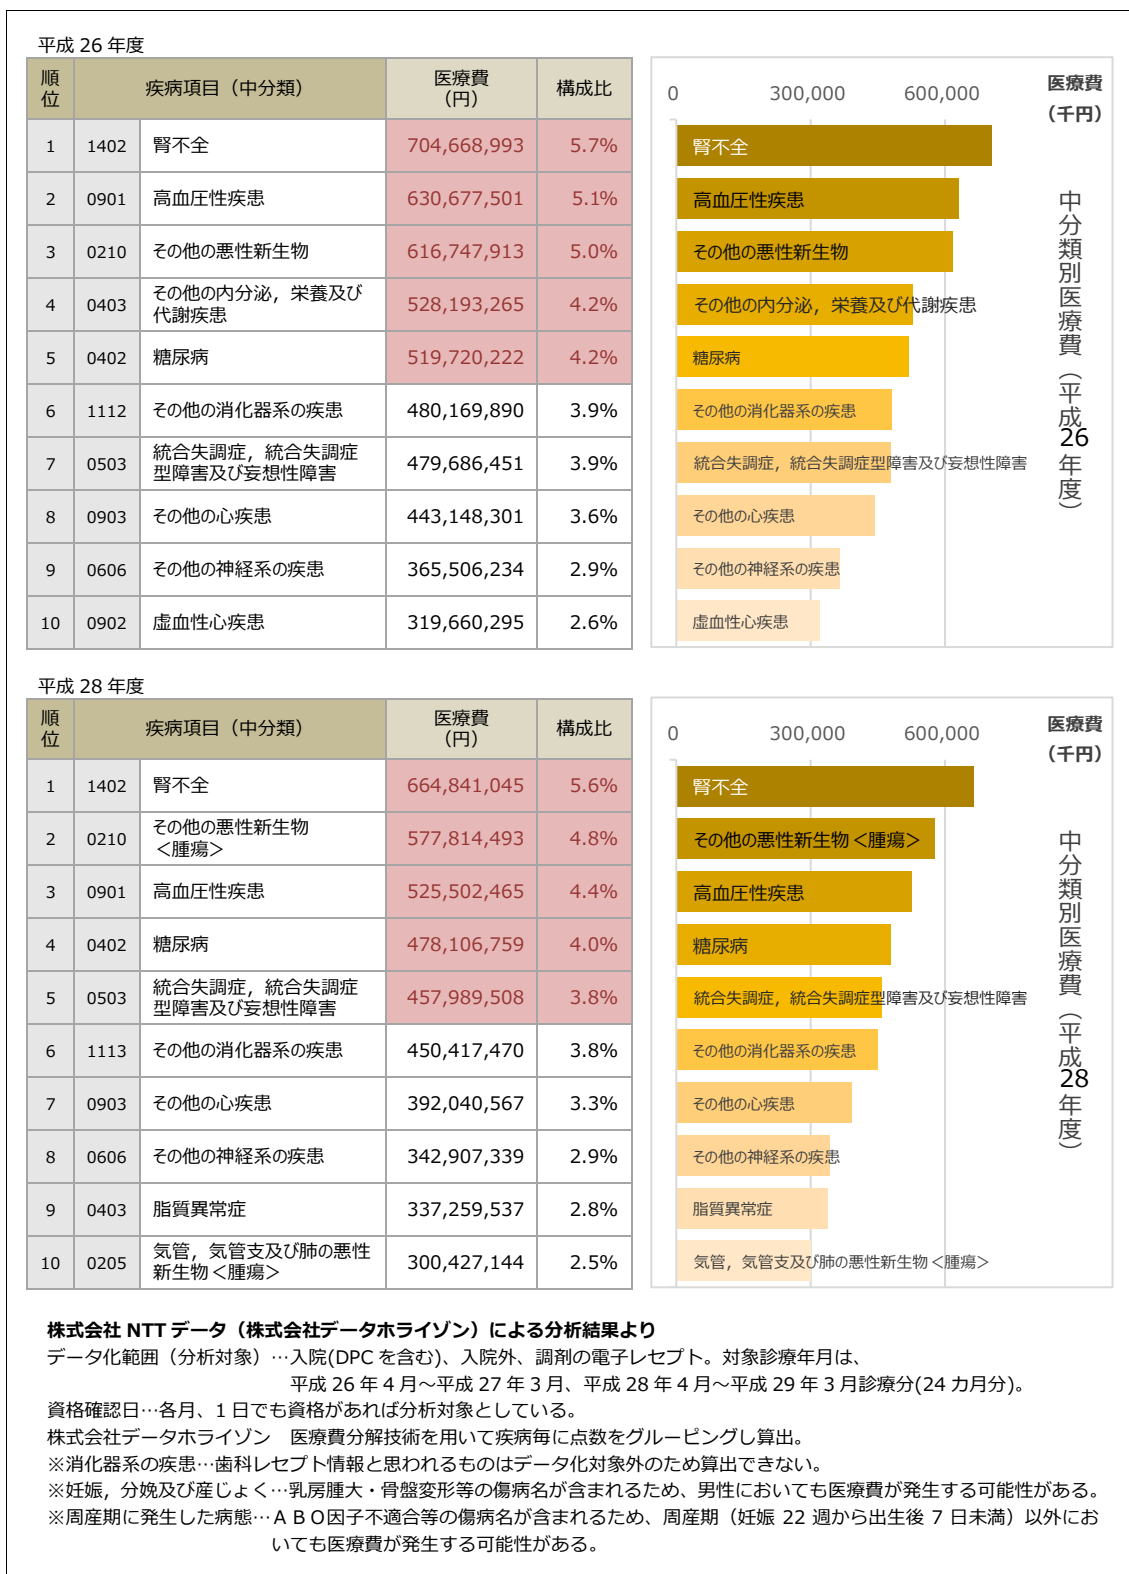 平成 26 年度
順位 疾病項目（中分類） 医療費（円） 構成比
1 1402 腎不全 704,668,993 5.7%
2 0901 高血圧性疾患 630,677,501 5.1%
3 0210 その他の悪性新生物 616,747,913 5.0%
4 0403 その他の内分泌，栄養及び代謝疾患 528,193,265 4.2%
5 0402 糖尿病 519,720,222 4.2%
6 1112 その他の消化器系の疾患 480,169,890 3.9%
7 0503 統合失調症，統合失調症型障害及び妄想性障害 479,686,451 3.9%
8 0903 その他の心疾患 443,148,301 3.6%
9 0606 その他の神経系の疾患 365,506,234 2.9%
10 0902 虚血性心疾患 319,660,295 2.6%
0 300,000 600,000 医療費
（千円）
腎不全
高血圧性疾患
その他の悪性新生物
その他の内分泌，栄養及び代謝疾患
糖尿病
その他の消化器系の疾患
統合失調症，統合失調症型障害及び妄想性障害
その他の心疾患
その他の神経系の疾患
虚血性心疾患
中分類別医療費（平成26年度）
平成 28 年度
順位 疾病項目（中分類） 医療費（円） 構成比
1 1402 腎不全 664,841,045 5.6%
2 0210 その他の悪性新生物＜腫瘍＞ 577,814,493 4.8%
3 0901 高血圧性疾患 525,502,465 4.4%
4 0402 糖尿病 478,106,759 4.0%
5 0503 統合失調症，統合失調症型障害及び妄想性障害 457,989,508 3.8%
6 1113 その他の消化器系の疾患 450,417,470 3.8%
7 0903 その他の心疾患 392,040,567 3.3%
8 0606 その他の神経系の疾患 342,907,339 2.9%
9 0403 脂質異常症 337,259,537 2.8%
10 0205 気管，気管支及び肺の悪性新生物＜腫瘍＞ 300,427,144 2.5%
0 300,000 600,000 医療費
（千円）
腎不全
その他の悪性新生物＜腫瘍＞
高血圧性疾患
糖尿病
統合失調症，統合失調症型障害及び妄想性障害
その他の消化器系の疾患
その他の心疾患
その他の神経系の疾患
脂質異常症
気管，気管支及び肺の悪性新生物＜腫瘍＞
中分類別医療費（平成28年度）
株式会社 NTT データ（株式会社データホライゾン）による分析結果より
データ化範囲（分析対象）…入院(DPC を含む)、入院外、調剤の電子レセプト。対象診療年月は、
平成 26 年 4 月～平成 27 年 3 月、平成 28 年 4 月～平成 29 年 3 月診療分(24 カ月分)。
資格確認日…各月、1 日でも資格があれば分析対象としている。
株式会社データホライゾン　医療費分解技術を用いて疾病毎に点数をグルーピングし算出。
※消化器系の疾患…歯科レセプト情報と思われるものはデータ化対象外のため算出できない。
※妊娠，分娩及び産じょく…乳房腫大・骨盤変形等の傷病名が含まれるため、男性においても医療費が発生する可能性がある。
※周産期に発生した病態…ＡＢＯ因子不適合等の傷病名が含まれるため、周産期（妊娠 22 週から出生後 7 日未満）以外にお
いても医療費が発生する可能性がある。